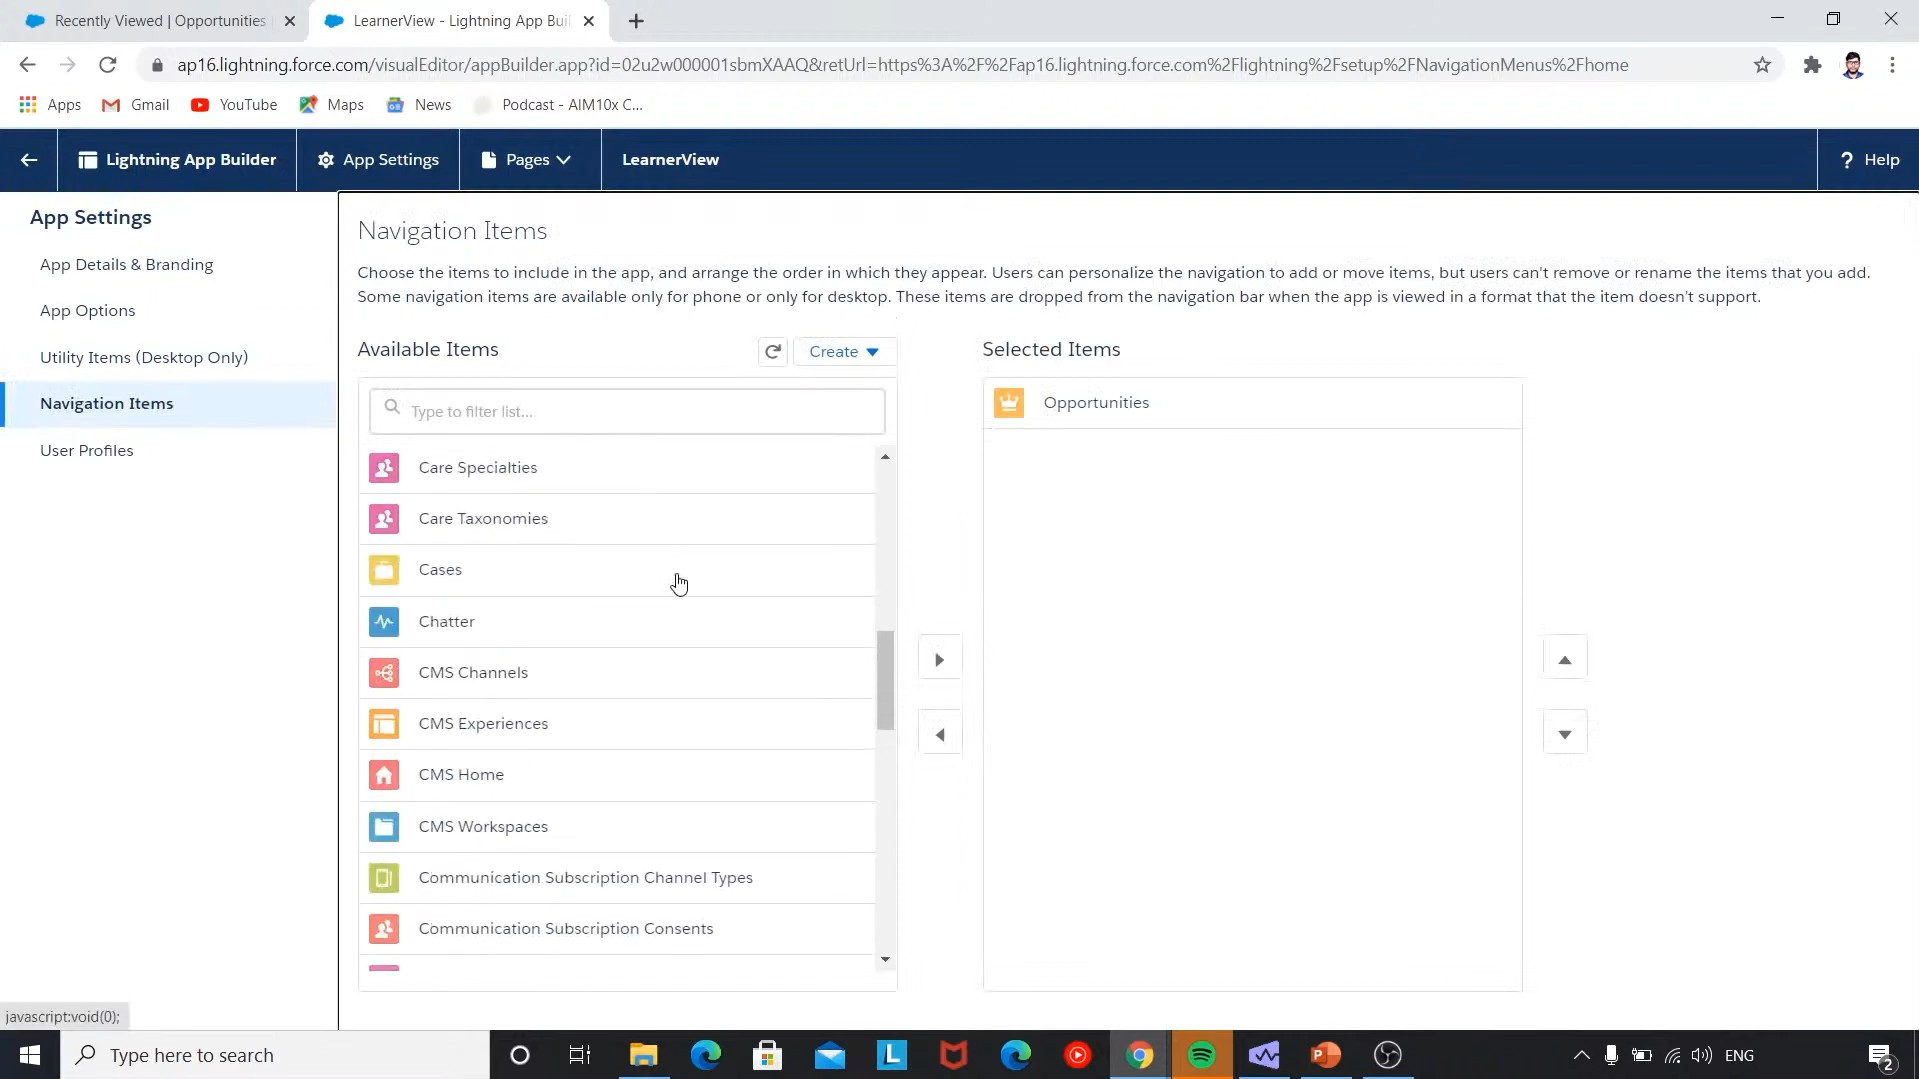 Recently Viewed | Opportunities
LearnerView - Lightning App Buil
ap16.lightning.force.com/visualEditor/appBuilder.app?id=02u2w000001sbmXAAQ&retUrl=https%3A%2F%2Fap16.lightning.force.com%2Flightning%2Fsetup%2FNavigationMenus%2Fhome
Apps
Gmail
YouTube
Maps
News
Podcast - AIM10x C...
Lightning App Builder
App Settings
Pages
LearnerView
? Help
App Settings
App Details & Branding
App Options
Utility Items (Desktop Only)
Navigation Items
User Profiles
Navigation Items
Choose the items to include in the app, and arrange the order in which they appear. Users can personalize the navigation to add or move items, but users can't remove or rename the items that you add.
Some navigation items are available only for phone or only for desktop. These items are dropped from the navigation bar when the app is viewed in a format that the item doesn't support.
Available Items
Create
Type to filter list...
Care Specialties
Care Taxonomies
Cases
Chatter
CMS Channels
CMS Experiences
CMS Home
CMS Workspaces
Communication Subscription Channel Types
Communication Subscription Consents
Selected Items
Opportunities
javascript:void(0);
Type here to search
L
P
ENG
2